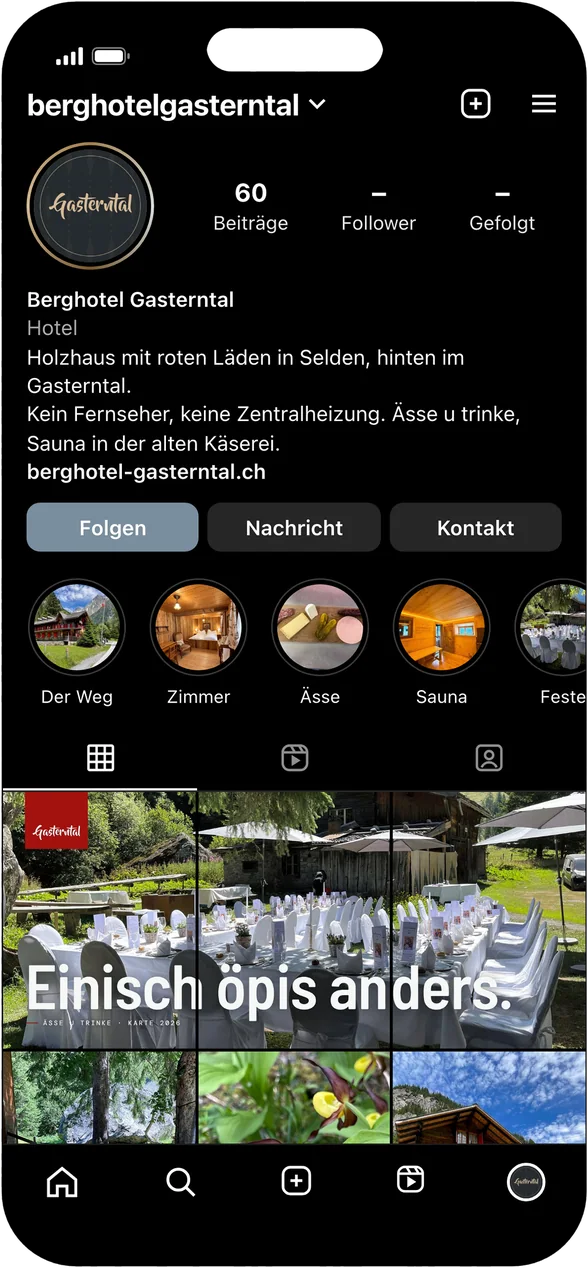 berghotelgasterntal
Gasterntal
60
–
–
Beiträge
Follower
Gefolgt
Berghotel Gasterntal
Hotel
Holzhaus mit roten Läden in Selden, hinten im
Gasterntal.
Kein Fernseher, keine Zentralheizung. Ässe u trinke,
Sauna in der alten Käserei.
berghotel-gasterntal.ch
Folgen
Nachricht
Kontakt
Der Weg
Zimmer
Ässe
Sauna
Feste
Gasterntal
Einisch öpis anders.
ÄSSE U TRINKE · KARTE 2026
Gasterntal